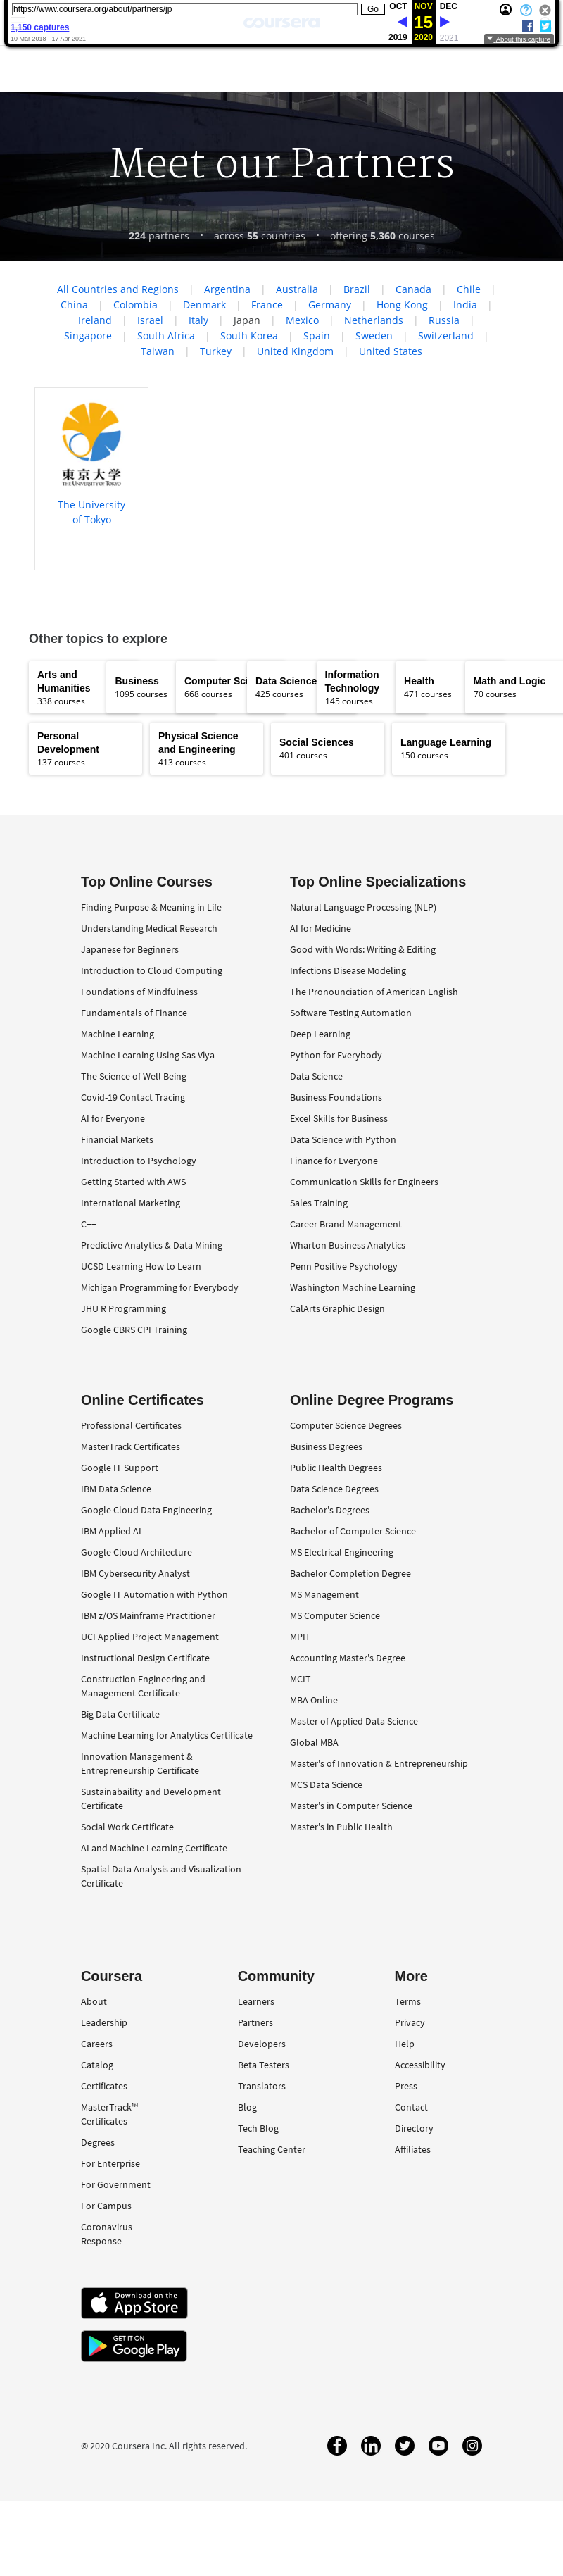 https://www.coursera.org/about/partners/jp
Go
OCT NOV DEC
15
2019 2020 2021
1,150 captures
10 Mar 2018 - 17 Apr 2021
About this capture
coursera
Meet our Partners
224 partners • across 55 countries • offering 5,360 courses
All Countries and Regions | Argentina | Australia | Brazil | Canada | Chile |
China | Colombia | Denmark | France | Germany | Hong Kong | India |
Ireland | Israel | Italy | Japan | Mexico | Netherlands | Russia |
Singapore | South Africa | South Korea | Spain | Sweden | Switzerland |
Taiwan | Turkey | United Kingdom | United States
東京大学
THE UNIVERSITY OF TOKYO
The University
of Tokyo
Other topics to explore
Arts and
Humanities
338 courses
Business
1095 courses
Computer Sci
668 courses
Data Science
425 courses
Information
Technology
145 courses
Health
471 courses
Math and Logic
70 courses
Personal
Development
137 courses
Physical Science
and Engineering
413 courses
Social Sciences
401 courses
Language Learning
150 courses
Top Online Courses
Finding Purpose & Meaning in Life
Understanding Medical Research
Japanese for Beginners
Introduction to Cloud Computing
Foundations of Mindfulness
Fundamentals of Finance
Machine Learning
Machine Learning Using Sas Viya
The Science of Well Being
Covid-19 Contact Tracing
AI for Everyone
Financial Markets
Introduction to Psychology
Getting Started with AWS
International Marketing
C++
Predictive Analytics & Data Mining
UCSD Learning How to Learn
Michigan Programming for Everybody
JHU R Programming
Google CBRS CPI Training
Top Online Specializations
Natural Language Processing (NLP)
AI for Medicine
Good with Words: Writing & Editing
Infections Disease Modeling
The Pronounciation of American English
Software Testing Automation
Deep Learning
Python for Everybody
Data Science
Business Foundations
Excel Skills for Business
Data Science with Python
Finance for Everyone
Communication Skills for Engineers
Sales Training
Career Brand Management
Wharton Business Analytics
Penn Positive Psychology
Washington Machine Learning
CalArts Graphic Design
Online Certificates
Professional Certificates
MasterTrack Certificates
Google IT Support
IBM Data Science
Google Cloud Data Engineering
IBM Applied AI
Google Cloud Architecture
IBM Cybersecurity Analyst
Google IT Automation with Python
IBM z/OS Mainframe Practitioner
UCI Applied Project Management
Instructional Design Certificate
Construction Engineering and
Management Certificate
Big Data Certificate
Machine Learning for Analytics Certificate
Innovation Management &
Entrepreneurship Certificate
Sustainabaility and Development
Certificate
Social Work Certificate
AI and Machine Learning Certificate
Spatial Data Analysis and Visualization
Certificate
Online Degree Programs
Computer Science Degrees
Business Degrees
Public Health Degrees
Data Science Degrees
Bachelor's Degrees
Bachelor of Computer Science
MS Electrical Engineering
Bachelor Completion Degree
MS Management
MS Computer Science
MPH
Accounting Master's Degree
MCIT
MBA Online
Master of Applied Data Science
Global MBA
Master's of Innovation & Entrepreneurship
MCS Data Science
Master's in Computer Science
Master's in Public Health
Coursera
About
Leadership
Careers
Catalog
Certificates
MasterTrack™
Certificates
Degrees
For Enterprise
For Government
For Campus
Coronavirus
Response
Community
Learners
Partners
Developers
Beta Testers
Translators
Blog
Tech Blog
Teaching Center
More
Terms
Privacy
Help
Accessibility
Press
Contact
Directory
Affiliates
Download on the
App Store
GET IT ON
Google Play
© 2020 Coursera Inc. All rights reserved.